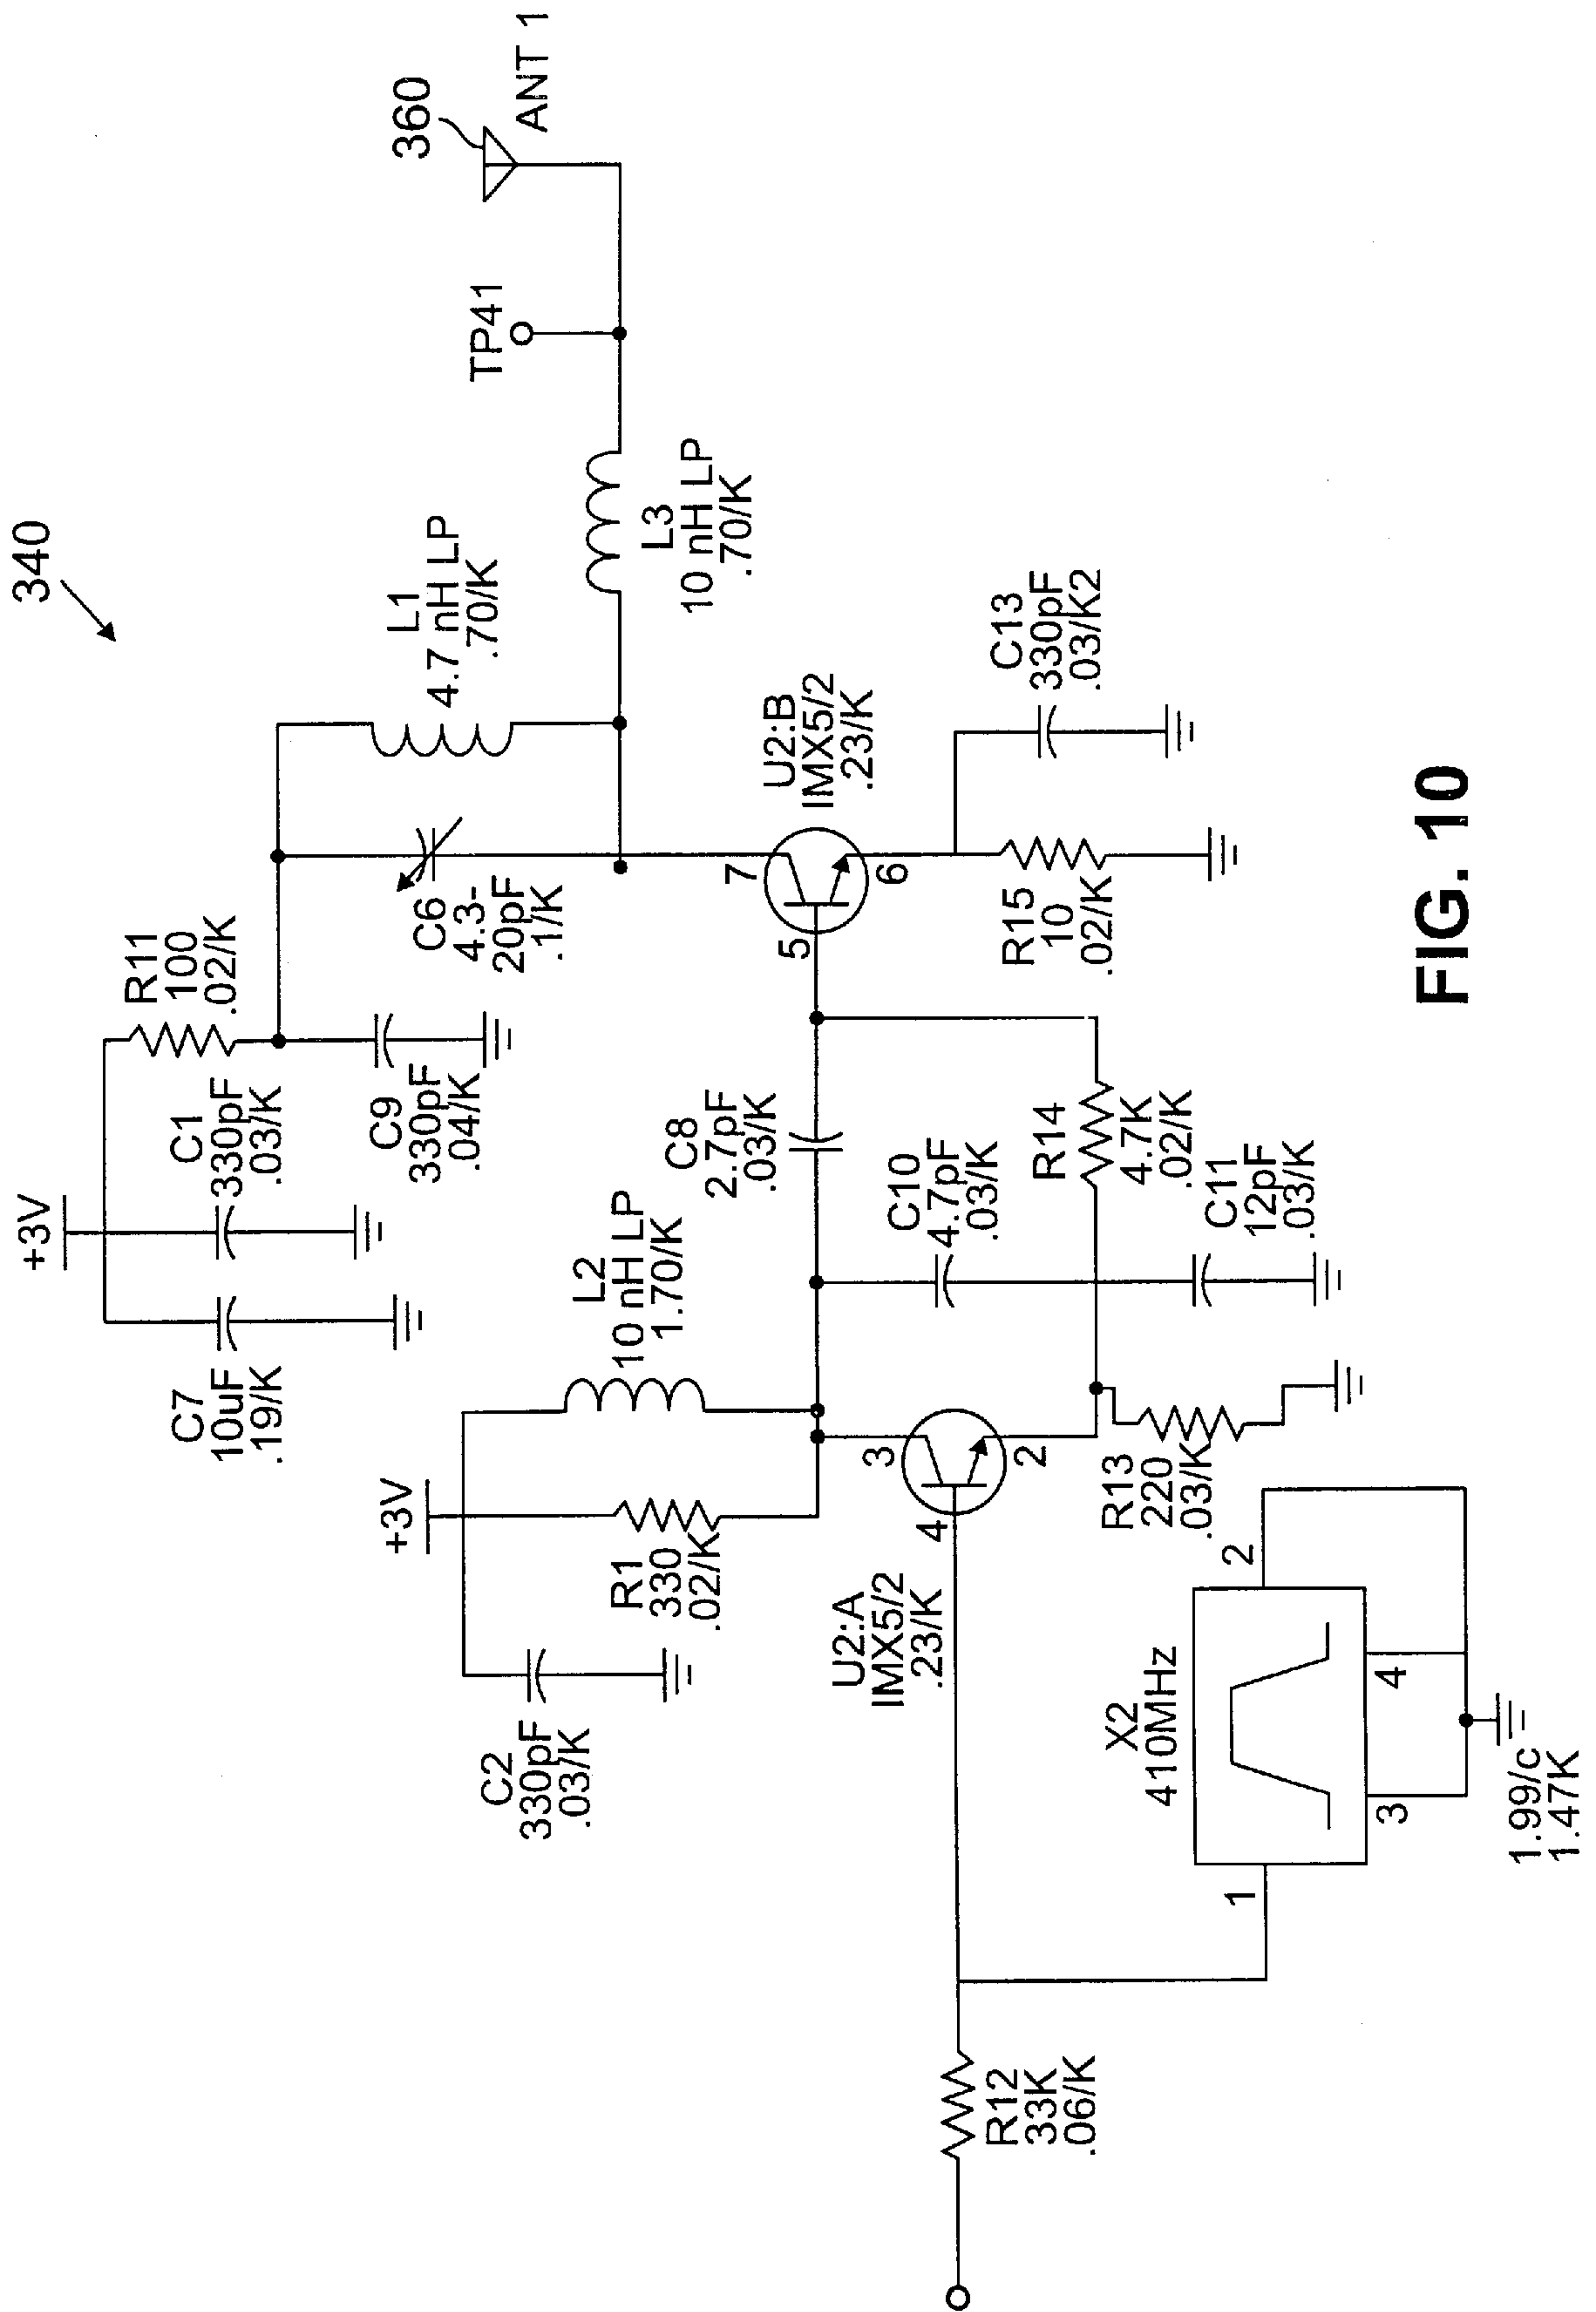 340
+3V
C7
10uF
.19/K
C1
330pF
.03/K
R11
100
.02/K
C9
330pF
.04/K
C6
4.3-
20pF
.1/K
L1
4.7 nH LP
.70/K
360
ANT 1
TP41
L3
10 nH LP
.70/K
+3V
C2
330pF
.03/K
R1
330
.02/K
L2
10 nH LP
1.70/K
C8
2.7pF
.03/K
7
5
6
U2:B
IMX5/2
.23/K
C10
4.7pF
.03/K
R14
4.7K
.02/K
C11
12pF
.03/K
R15
10
.02/K
C13
330pF
.03/K2
U2:A
IMX5/2
.23/K
3
4
2
R13
220
.03/K
R12
33K
.06/K
X2
410MHz
1
2
3
4
1.99/c
1.47K
FIG. 10